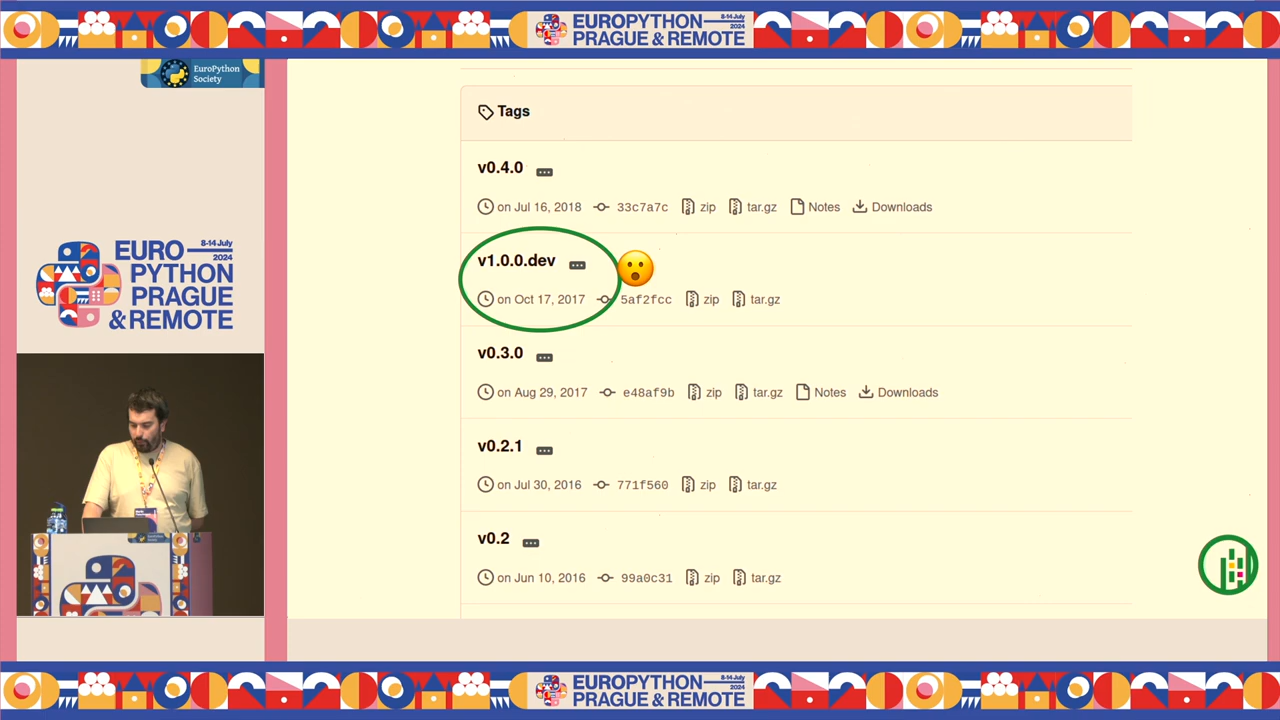 EUROPYTHON
8-14 July
2024
PRAGUE & REMOTE
EuroPython
Society
EURO
8-14 July
2024
PYTHON
PRAGUE
& REMOTE
Tags
v0.4.0
on Jul 16, 2018 33c7a7c zip tar.gz Notes Downloads
v1.0.0.dev
on Oct 17, 2017 5af2fcc zip tar.gz
v0.3.0
on Aug 29, 2017 e48af9b zip tar.gz Notes Downloads
v0.2.1
on Jul 30, 2016 771f560 zip tar.gz
v0.2
on Jun 10, 2016 99a0c31 zip tar.gz
EUROPYTHON
8-14 July
2024
PRAGUE & REMOTE